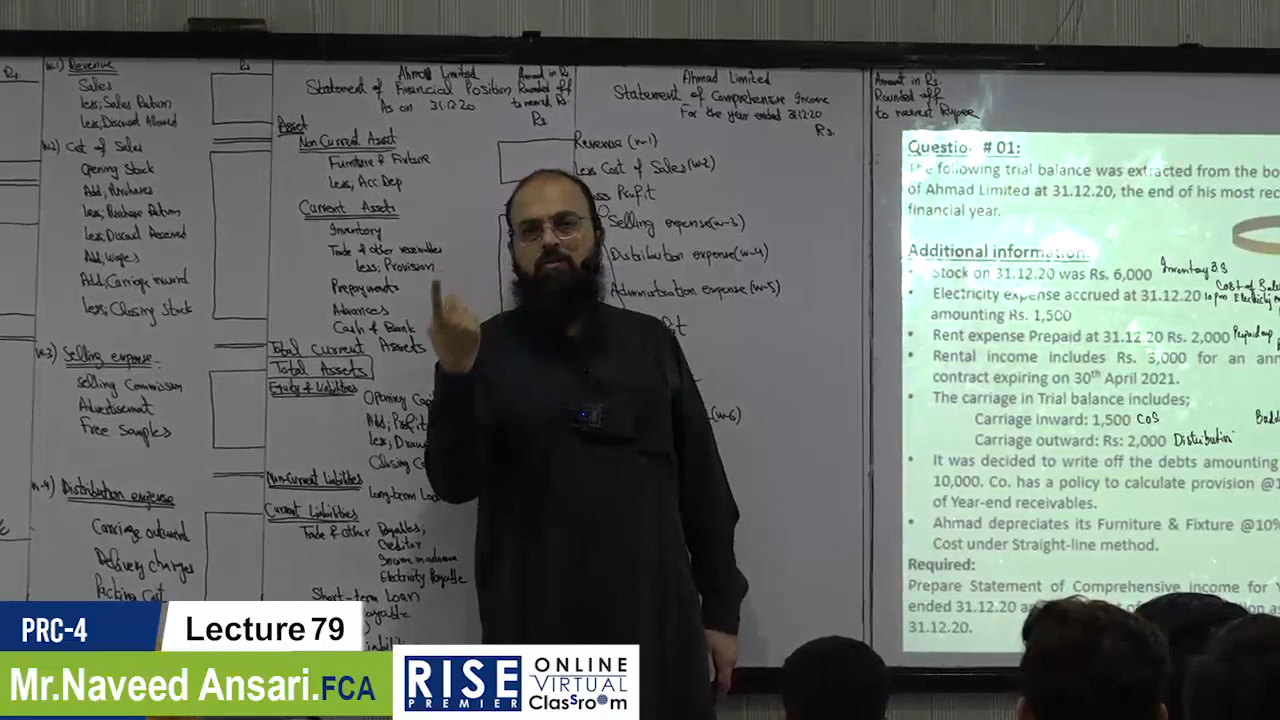 Rs
n.1) Revenue
Rs
Sales
Less; Sales Return
Less; Discount Allowed
n.2) Cost of Sales
Opening Stock
Add; Purchases
Less; Purchase Return
Less; Discount Received
Add; Wages
Add; Carriage inward
Less; Closing Stock
n.3) Selling expense
Selling Commission
Advertisement
Free Samples
n-4) Distribution expense
Carriage outward
Delivery charges
Packing Cost
Ahmad Limited
Statement of Financial Position
As on 31.12.20
Amount in Rs.
Rounded off
to nearest Rs.
Rs
Asset
Non Current Asset
Furniture & Fixture
Less; Acc Dep
Current Assets
Inventory
Trade & other receivables
Less; Provision
Prepayments
Advances
Cash & Bank
Total Current Assets
Total Assets
Equity & Liabilities
Opening
Add; Profit
Less;
Closing
Non-Current Liabilities
Long-term
Current Liabilities
Trade & other Payables;
Creditor
Income in advance
Electricity Payable
Short-term Loan
Ahmad Limited
Statement of Comprehensive Income
For the year ended 31.12.20
Rs.
Revenue (n-1)
Less Cost of Sales (n-2)
Profit
Selling expense (n-3)
Distribution expense (n-4)
Administration expense (n-5)
(n-6)
Amount in Rs.
Rounded off
to nearest Rupee
Question # 01:
The following trial balance was extracted from the
of Ahmad Limited at 31.12.20, the end of his most
financial year.
Additional information:
• Stock on 31.12.20 was Rs. 6,000 Inventory B.S
Cost of
• Electricity expense accrued at 31.12.20
amounting Rs. 1,500
• Rent expense Prepaid at 31.12.20 Rs. 2,000
• Rental income includes Rs. 3,000 for an
contract expiring on 30th April 2021.
• The carriage in Trial balance includes;
Carriage inward: 1,500 COS
Carriage outward: Rs: 2,000 Distribution
• It was decided to write off the debts amounting
10,000. Co. has a policy to calculate provision
of Year-end receivables.
• Ahmad depreciates its Furniture & Fixture @10%
Cost under Straight-line method.
Required:
Prepare Statement of Comprehensive Income for
ended 31.12.20
31.12.20.
PRC-4
Lecture 79
Mr.Naveed Ansari.FCA
RISE
PREMIER
ONLINE
VIRTUAL
ClasSroom